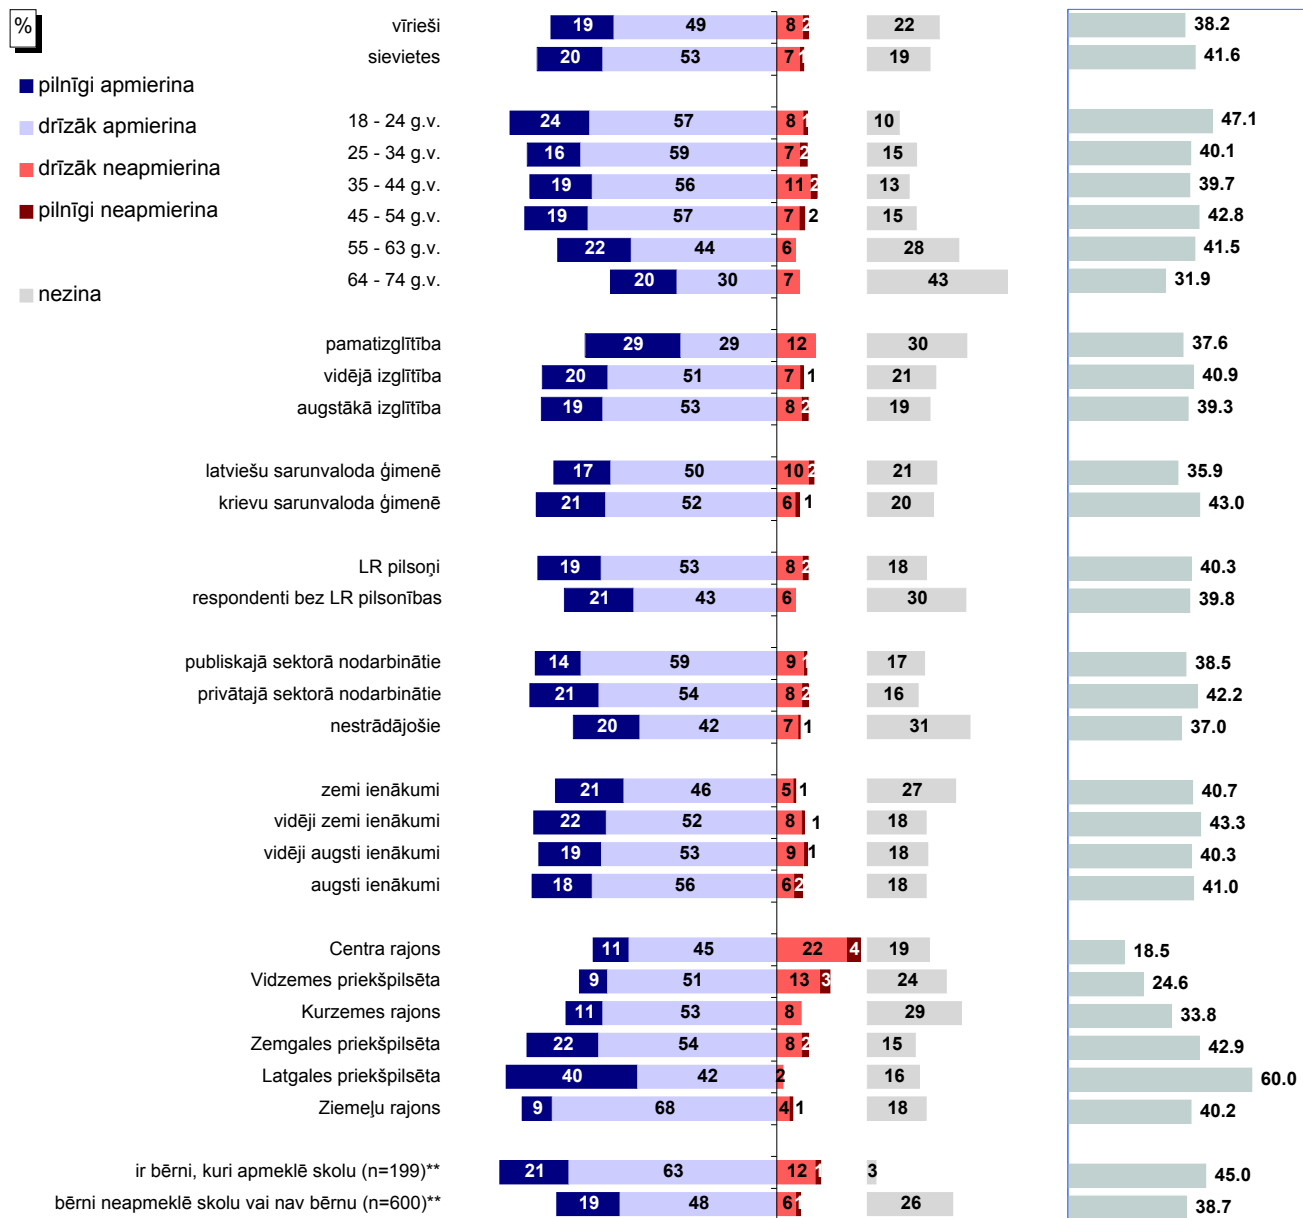 %
pilnīgi apmierina
drīzāk apmierina
drīzāk neapmierina
pilnīgi neapmierina
nezina
vīrieši 19 49 8 2 22 38.2
sievietes 20 53 7 1 19 41.6
18 - 24 g.v. 24 57 8 1 10 47.1
25 - 34 g.v. 16 59 7 2 15 40.1
35 - 44 g.v. 19 56 11 2 13 39.7
45 - 54 g.v. 19 57 7 2 15 42.8
55 - 63 g.v. 22 44 6 28 41.5
64 - 74 g.v. 20 30 7 43 31.9
pamatizglītība 29 29 12 30 37.6
vidējā izglītība 20 51 7 1 21 40.9
augstākā izglītība 19 53 8 2 19 39.3
latviešu sarunvaloda ģimenē 17 50 10 2 21 35.9
krievu sarunvaloda ģimenē 21 52 6 1 20 43.0
LR pilsoņi 19 53 8 2 18 40.3
respondenti bez LR pilsonības 21 43 6 30 39.8
publiskajā sektorā nodarbinātie 14 59 9 1 17 38.5
privātajā sektorā nodarbinātie 21 54 8 2 16 42.2
nestrādājošie 20 42 7 1 31 37.0
zemi ienākumi 21 46 5 1 27 40.7
vidēji zemi ienākumi 22 52 8 1 18 43.3
vidēji augsti ienākumi 19 53 9 1 18 40.3
augsti ienākumi 18 56 6 2 18 41.0
Centra rajons 11 45 22 4 19 18.5
Vidzemes priekšpilsēta 9 51 13 3 24 24.6
Kurzemes rajons 11 53 8 29 33.8
Zemgales priekšpilsēta 22 54 8 2 15 42.9
Latgales priekšpilsēta 40 42 2 16 60.0
Ziemeļu rajons 9 68 4 1 18 40.2
ir bērni, kuri apmeklē skolu (n=199)** 21 63 12 1 3 45.0
bērni neapmeklē skolu vai nav bērnu (n=600)** 19 48 6 1 26 38.7